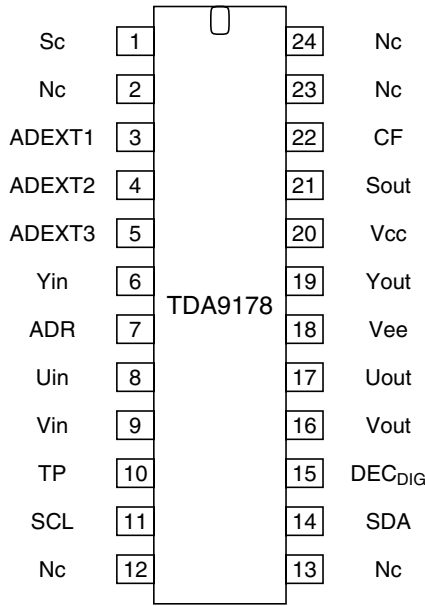 Sc 1 24 Nc
Nc 2 23 Nc
ADEXT1 3 22 CF
ADEXT2 4 21 Sout
ADEXT3 5 20 Vcc
Yin 6 19 Yout
TDA9178
ADR 7 18 Vee
Uin 8 17 Uout
Vin 9 16 Vout
TP 10 15 DEC_DIG
SCL 11 14 SDA
Nc 12 13 Nc